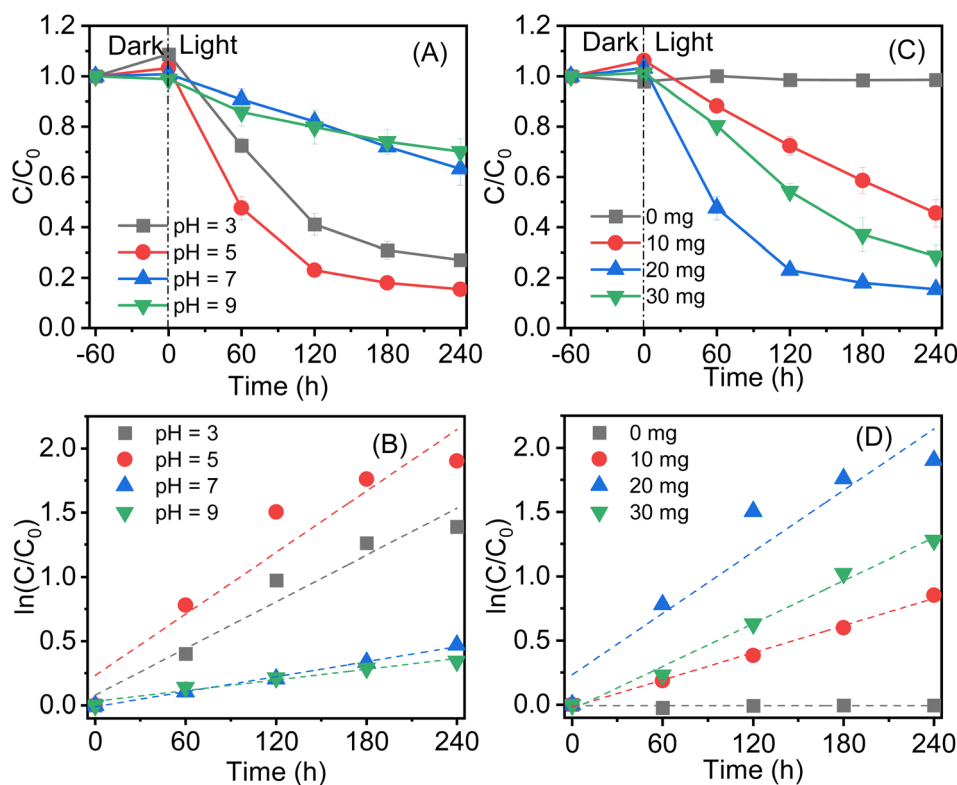 Dark Light (A)
1.2
1.0
0.8
0.6
0.4
0.2
0.0
C/C0
pH = 3
pH = 5
pH = 7
pH = 9
-60 0 60 120 180 240
Time (h)
Dark Light (C)
1.2
1.0
0.8
0.6
0.4
0.2
0.0
C/C0
0 mg
10 mg
20 mg
30 mg
-60 0 60 120 180 240
Time (h)
(B)
pH = 3
pH = 5
pH = 7
pH = 9
2.0
1.5
1.0
0.5
0.0
ln(C/C0)
0 60 120 180 240
Time (h)
(D)
0 mg
10 mg
20 mg
30 mg
2.0
1.5
1.0
0.5
0.0
ln(C/C0)
0 60 120 180 240
Time (h)